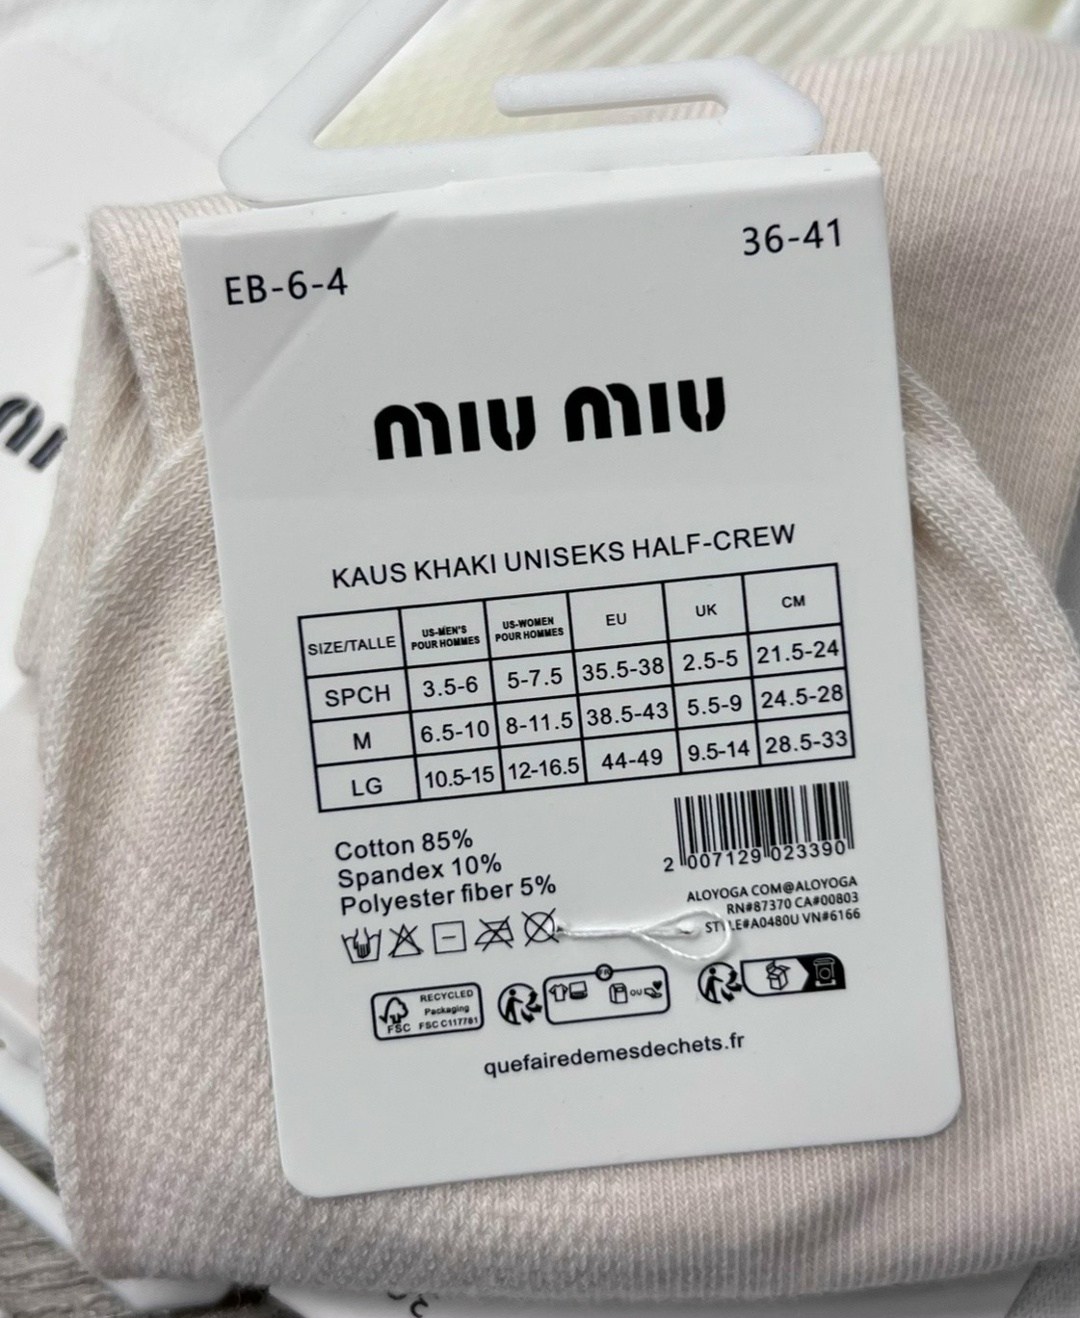 EB-6-4
36-41
miu miu
KAUS KHAKI UNISEKS HALF-CREW
SIZE/TALLE US-MEN'S POUR HOMMES US-WOMEN POUR HOMMES EU UK CM
SPCH 3.5-6 5-7.5 35.5-38 2.5-5 21.5-24
M 6.5-10 8-11.5 38.5-43 5.5-9 24.5-28
LG 10.5-15 12-16.5 44-49 9.5-14 28.5-33
Cotton 85%
Spandex 10%
Polyester fiber 5%
2 007129 023390
ALOYOGA COM@ALOYOGA
RN#87370 CA#00803
STYLE#A0480U VN#6166
RECYCLED
Packaging
FSC FSC C117781
FR
OU
quefairedemesdechets.fr